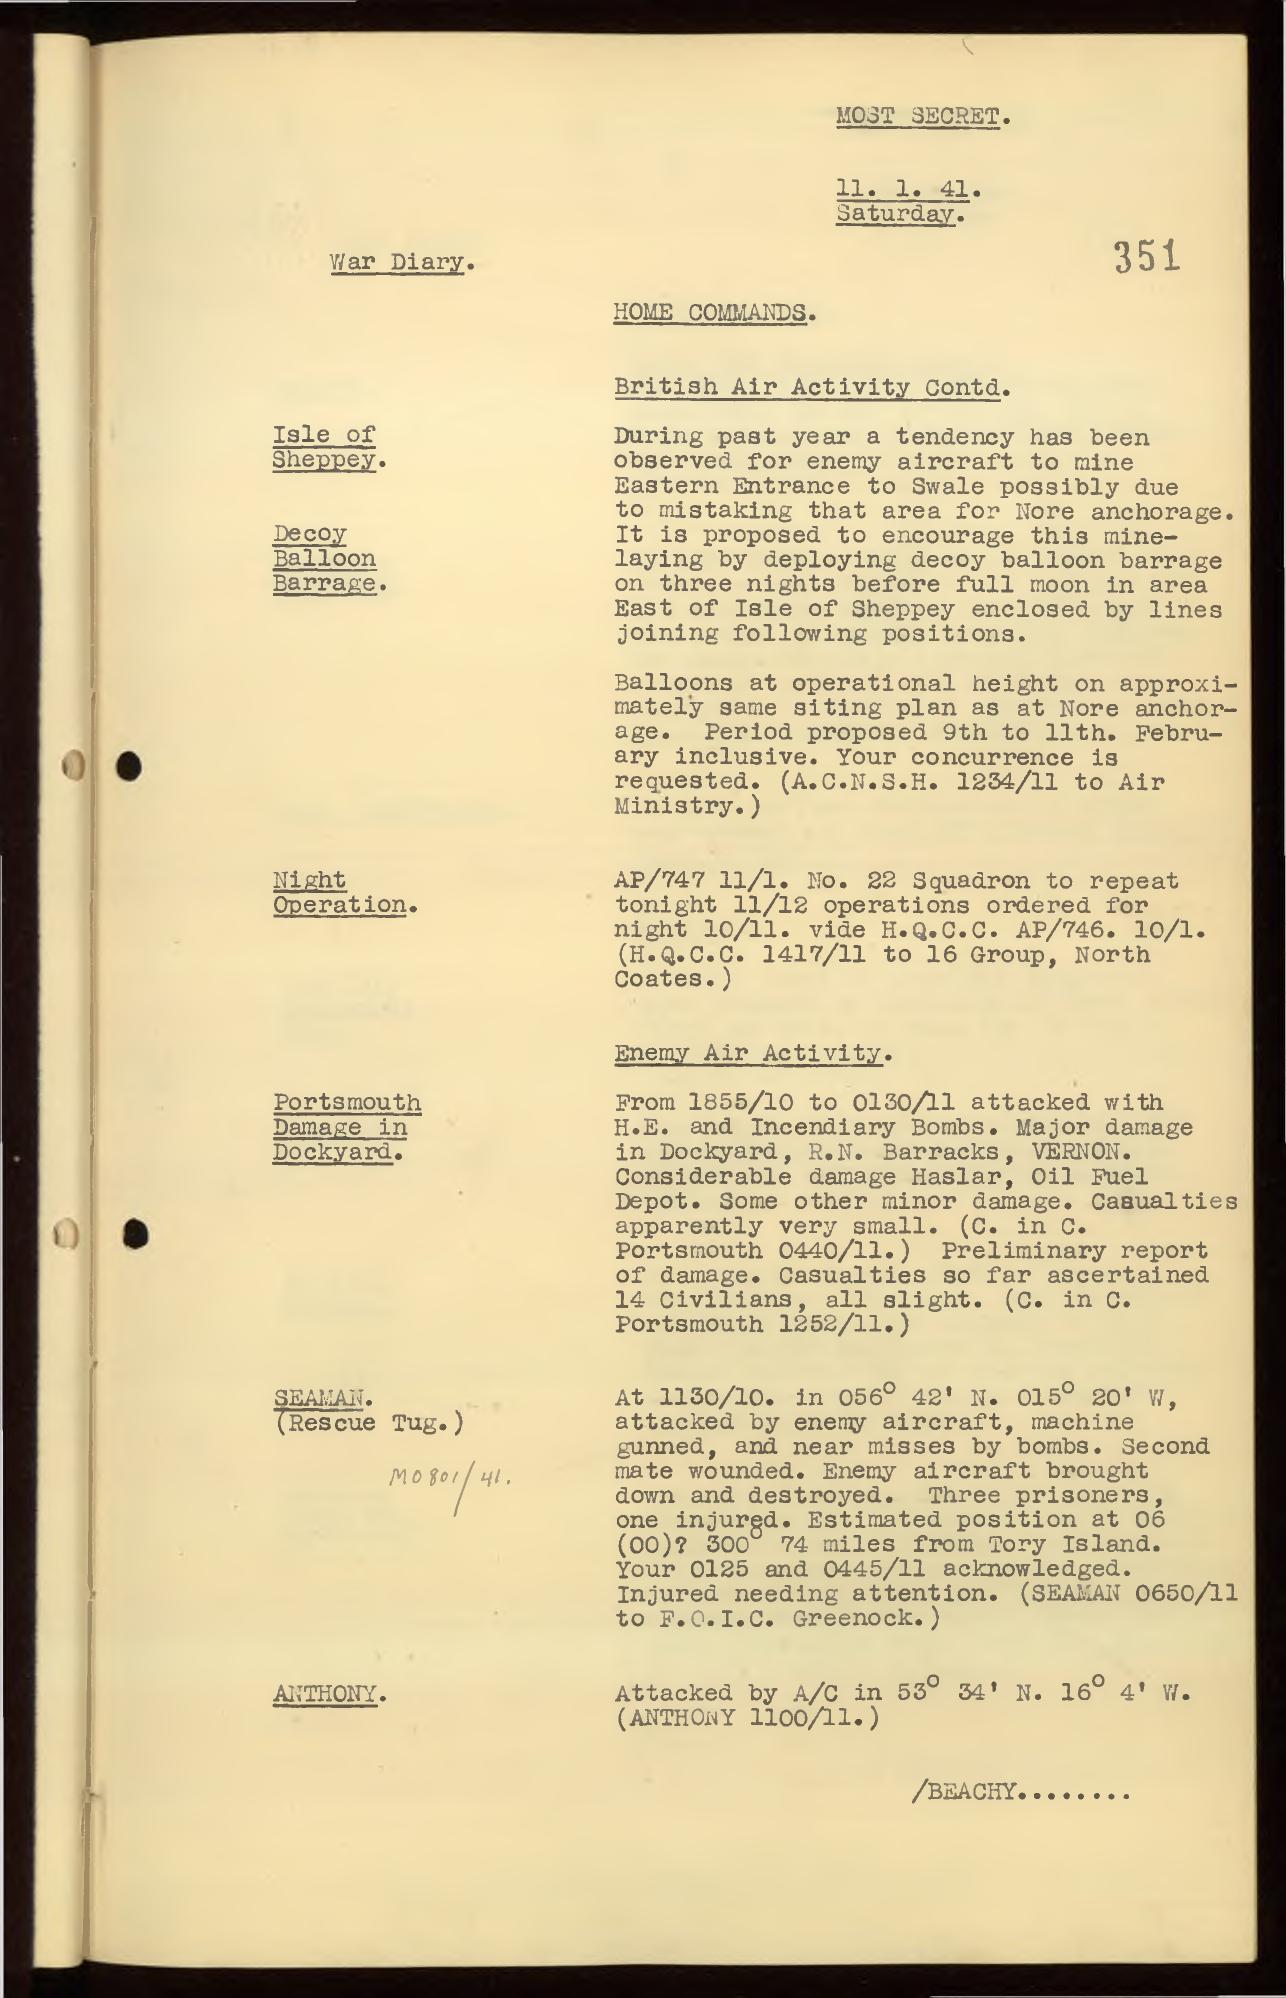 MOST SECRET.
11. 1. 41.
Saturday.
351
War Diary.
HOME COMMANDS.
British Air Activity Contd.
Isle of
Sheppey.
During past year a tendency has been
observed for enemy aircraft to mine
Eastern Entrance to Swale possibly due
to mistaking that area for Nore anchorage.
Decoy
Balloon
Barrage.
It is proposed to encourage this mine-
laying by deploying decoy balloon barrage
on three nights before full moon in area
East of Isle of Sheppey enclosed by lines
joining following positions.
Balloons at operational height on approxi-
mately same siting plan as at Nore anchor-
age. Period proposed 9th to 11th. Febru-
ary inclusive. Your concurrence is
requested. (A.C.N.S.H. 1234/11 to Air
Ministry.)
Night
Operation.
AP/747 11/1. No. 22 Squadron to repeat
tonight 11/12 operations ordered for
night 10/11. vide H.Q.C.C. AP/746. 10/1.
(H.Q.C.C. 1417/11 to 16 Group, North
Coates.)
Enemy Air Activity.
Portsmouth
Damage in
Dockyard.
From 1855/10 to 0130/11 attacked with
H.E. and Incendiary Bombs. Major damage
in Dockyard, R.N. Barracks, VERNON.
Considerable damage Haslar, Oil Fuel
Depot. Some other minor damage. Casualties
apparently very small. (C. in C.
Portsmouth 0440/11.) Preliminary report
of damage. Casualties so far ascertained
14 Civilians, all slight. (C. in C.
Portsmouth 1252/11.)
SEAMAN.
(Rescue Tug.)
M0801/41.
At 1130/10. in 056° 42' N. 015° 20' W,
attacked by enemy aircraft, machine
gunned, and near misses by bombs. Second
mate wounded. Enemy aircraft brought
down and destroyed. Three prisoners,
one injured. Estimated position at 06
(00)? 300° 74 miles from Tory Island.
Your 0125 and 0445/11 acknowledged.
Injured needing attention. (SEAMAN 0650/11
to F.O.I.C. Greenock.)
ANTHONY.
Attacked by A/C in 53° 34' N. 16° 4' W.
(ANTHONY 1100/11.)
/BEACHY........